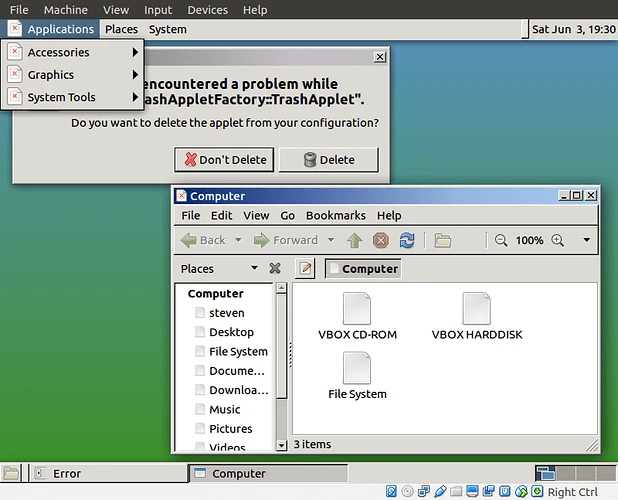 File Machine View Input Devices Help
Applications Places System Sat Jun 3, 19:30
Accessories
Graphics
System Tools
encountered a problem while
ashAppletFactory::TrashApplet".
Do you want to delete the applet from your configuration?
Don't Delete Delete
Computer
File Edit View Go Bookmarks Help
Back Forward 100%
Places Computer
Computer
steven
Desktop
File System
Docume...
Downloa...
Music
Pictures
Videos
VBOX CD-ROM VBOX HARDDISK
File System
3 items
Error Computer
Right Ctrl